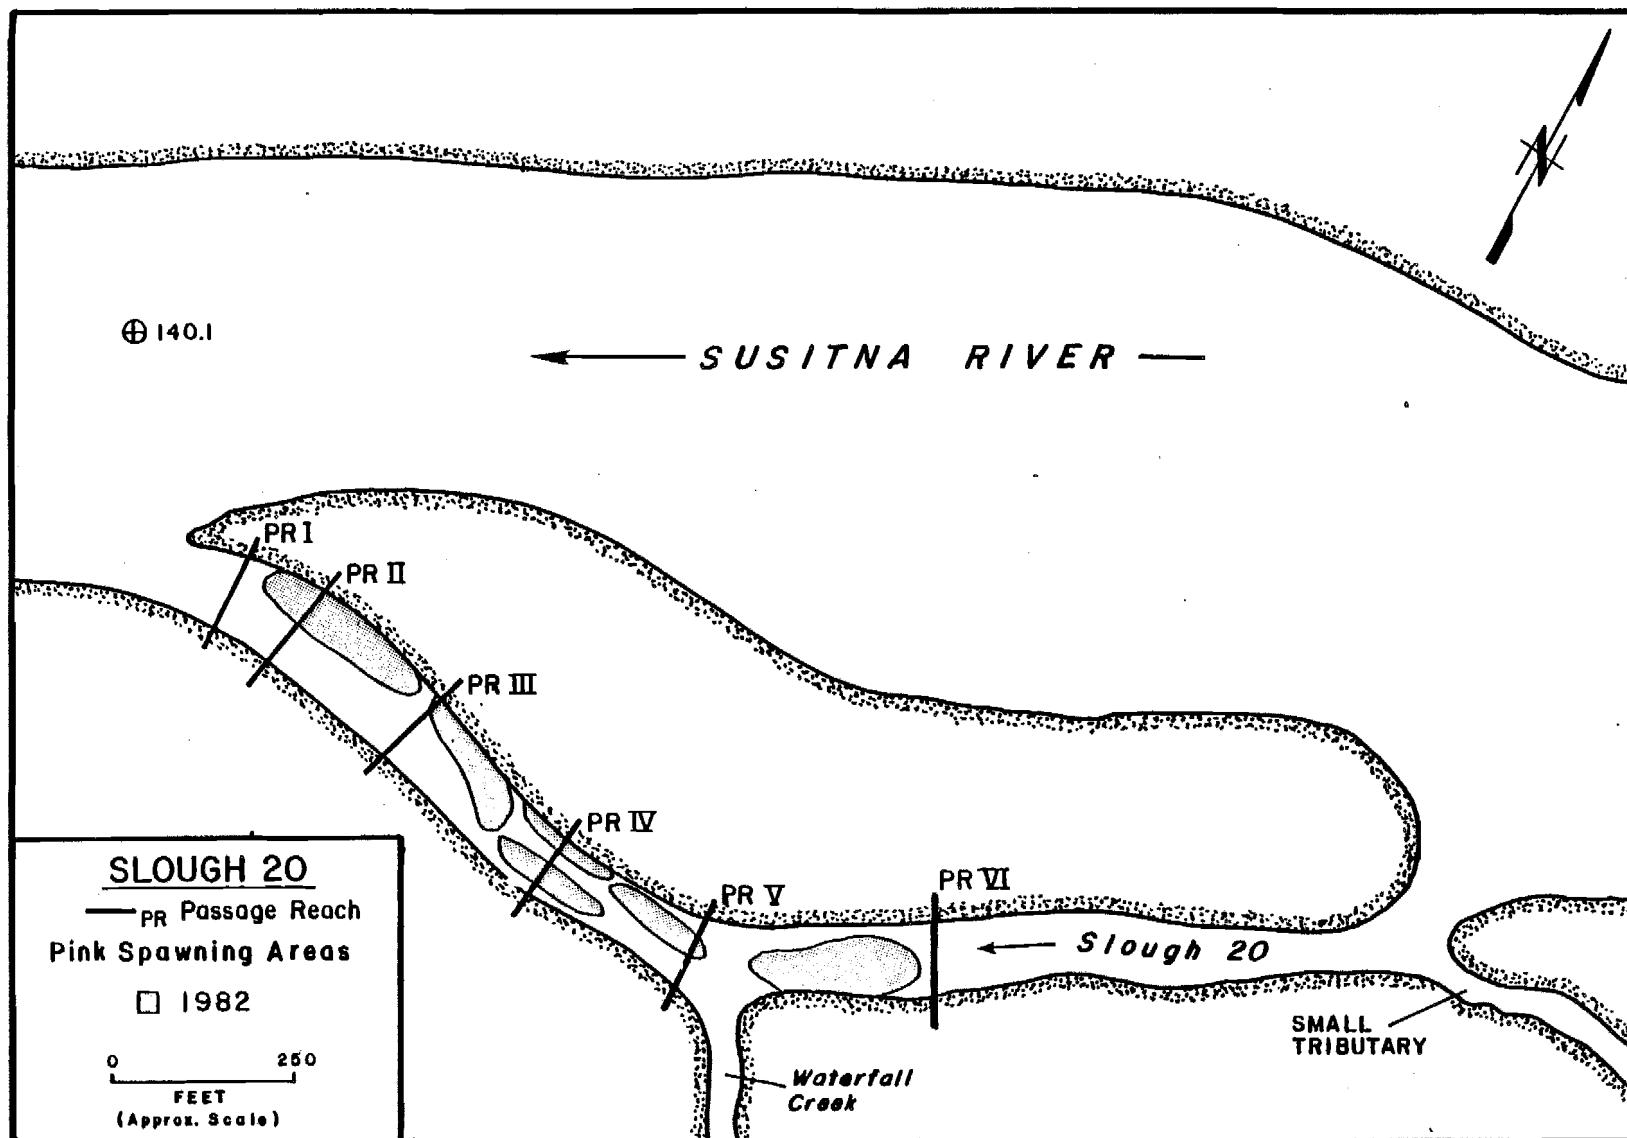 N
⊕ 140.1
SUSITNA RIVER
PR I
PR II
PR III
PR IV
PR V
PR VI
Slough 20
SMALL
TRIBUTARY
Waterfall
Creek
SLOUGH 20
PR Passage Reach
Pink Spawning Areas
□ 1982
0 250
FEET
(Approx. Scale)